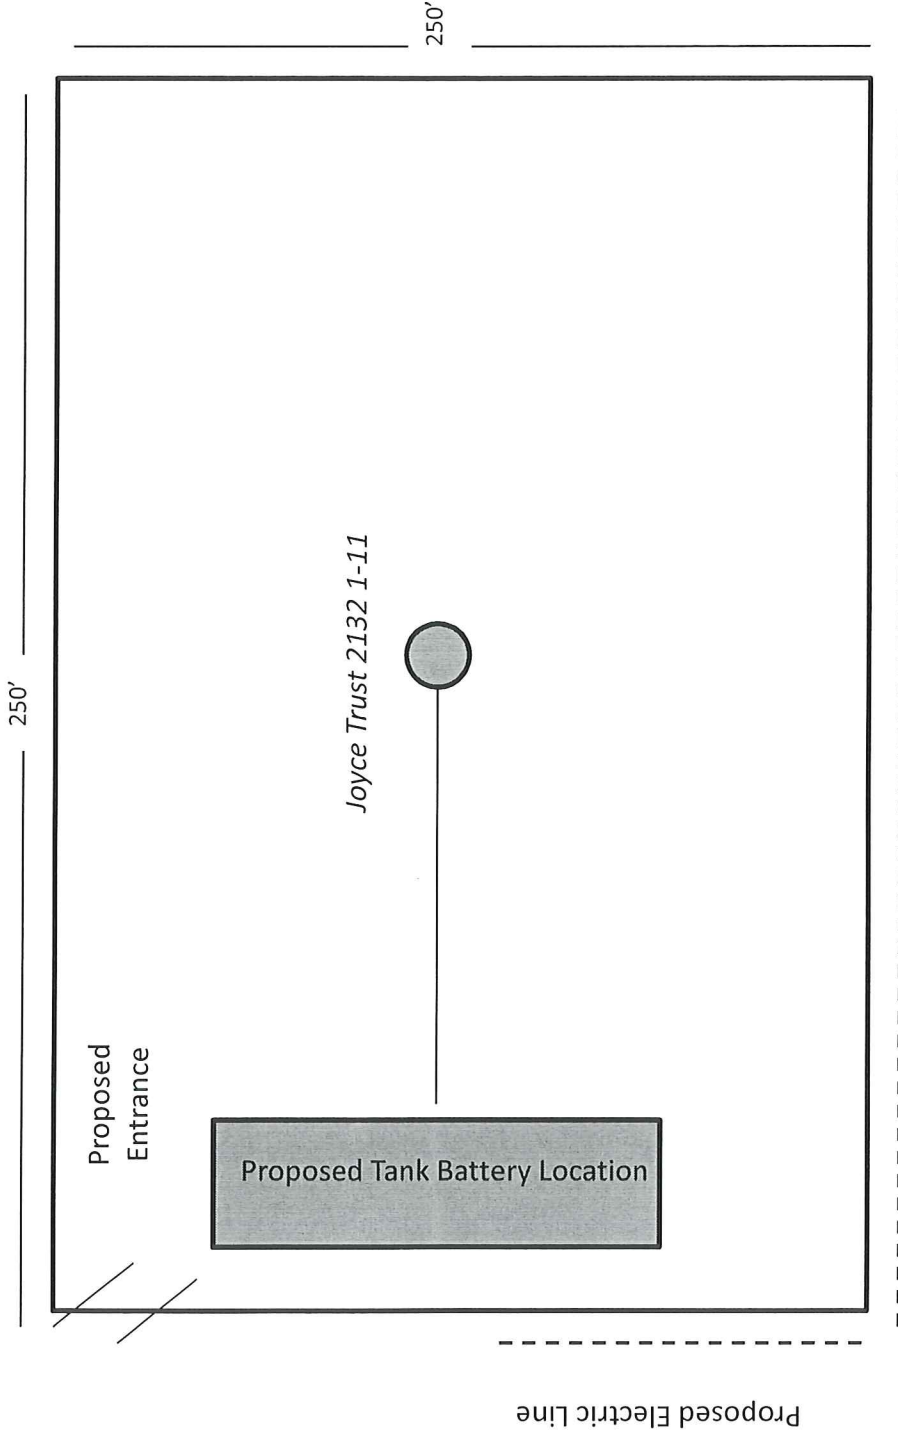 250'
250'
Joyce Trust 2132 1-11
Proposed
Entrance
Proposed Tank Battery Location
Proposed Electric Line